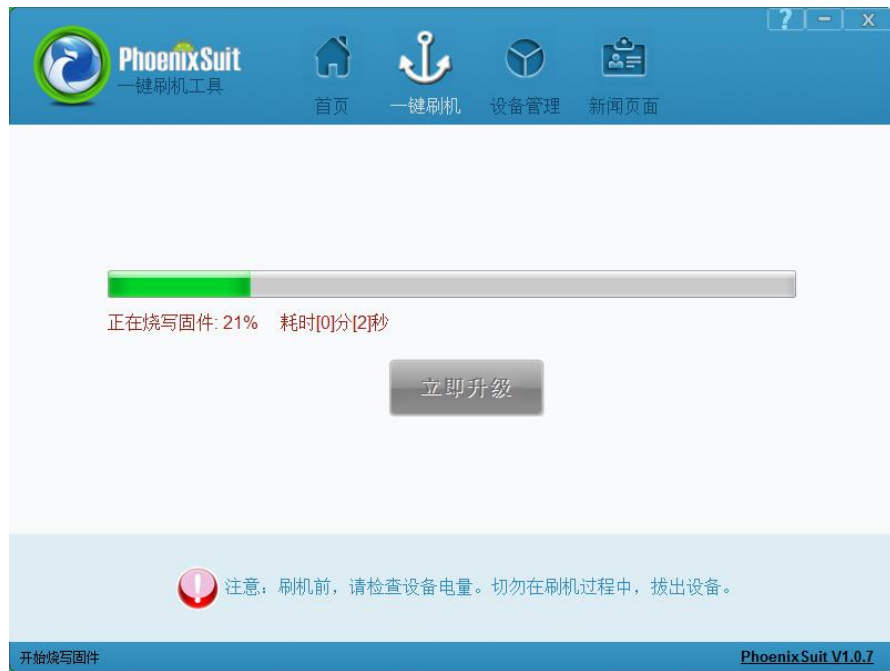 ? - x
PhoenixSuit
一键刷机工具
首页 一键刷机 设备管理 新闻页面
正在烧写固件: 21% 耗时[0]分[2]秒
立即升级
注意：刷机前，请检查设备电量。切勿在刷机过程中，拔出设备。
开始烧写固件 PhoenixSuit V1.0.7